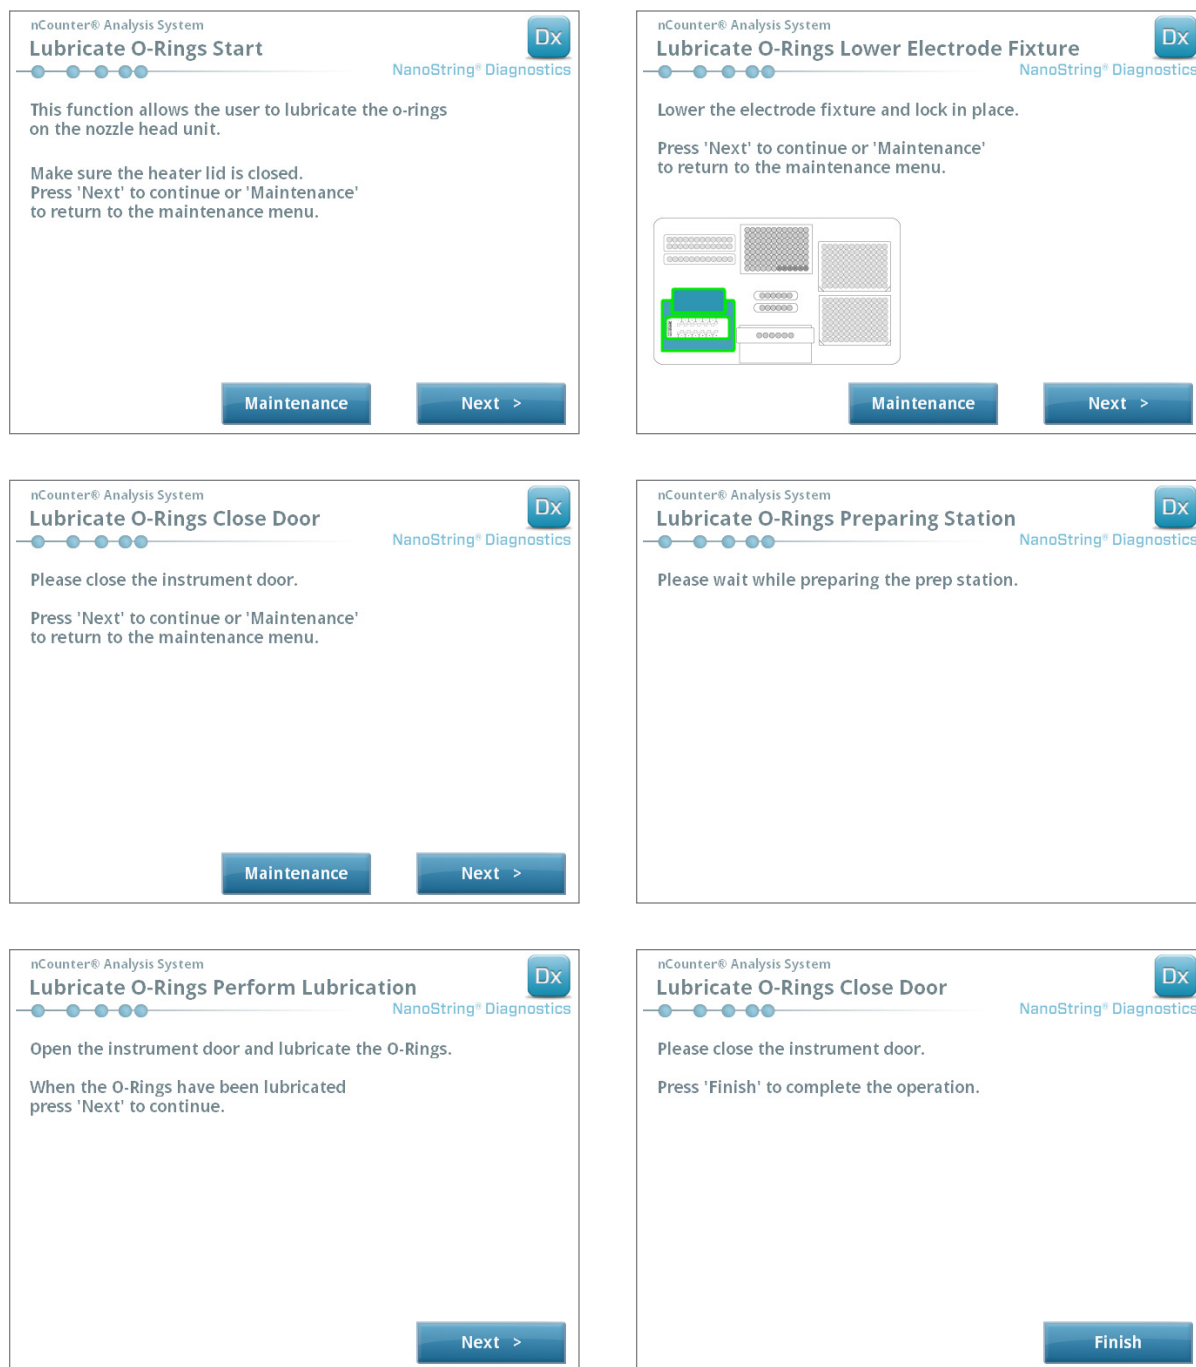 nCounter® Analysis System
Dx
Lubricate O-Rings Start
NanoString® Diagnostics
This function allows the user to lubricate the o-rings
on the nozzle head unit.
Make sure the heater lid is closed.
Press 'Next' to continue or 'Maintenance'
to return to the maintenance menu.
Maintenance
Next >
nCounter® Analysis System
Dx
Lubricate O-Rings Lower Electrode Fixture
NanoString® Diagnostics
Lower the electrode fixture and lock in place.
Press 'Next' to continue or 'Maintenance'
to return to the maintenance menu.
Maintenance
Next >
nCounter® Analysis System
Dx
Lubricate O-Rings Close Door
NanoString® Diagnostics
Please close the instrument door.
Press 'Next' to continue or 'Maintenance'
to return to the maintenance menu.
Maintenance
Next >
nCounter® Analysis System
Dx
Lubricate O-Rings Preparing Station
NanoString® Diagnostics
Please wait while preparing the prep station.
nCounter® Analysis System
Dx
Lubricate O-Rings Perform Lubrication
NanoString® Diagnostics
Open the instrument door and lubricate the O-Rings.
When the O-Rings have been lubricated
press 'Next' to continue.
Next >
nCounter® Analysis System
Dx
Lubricate O-Rings Close Door
NanoString® Diagnostics
Please close the instrument door.
Press 'Finish' to complete the operation.
Finish